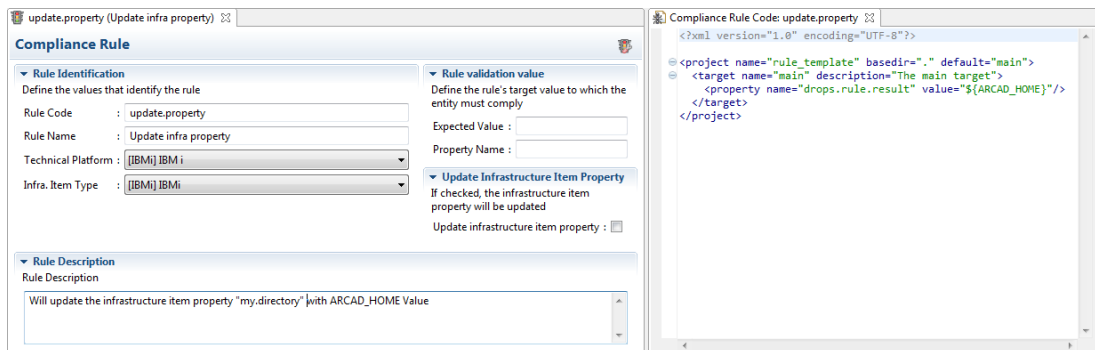 update.property (Update infra property)
Compliance Rule
Rule Identification
Define the values that identify the rule
Rule Code : update.property
Rule Name : Update infra property
Technical Platform : [IBMi] IBM i
Infra. Item Type : [IBMi] IBMi
Rule validation value
Define the rule's target value to which the
entity must comply
Expected Value :
Property Name :
Update Infrastructure Item Property
If checked, the infrastructure item
property will be updated
Update infrastructure item property :
Rule Description
Rule Description
Will update the infrastructure item property "my.directory" with ARCAD_HOME Value
Compliance Rule Code: update.property
<?xml version="1.0" encoding="UTF-8"?>
<project name="rule_template" basedir="." default="main">
<target name="main" description="The main target">
<property name="drops.rule.result" value="${ARCAD_HOME}"/>
</target>
</project>